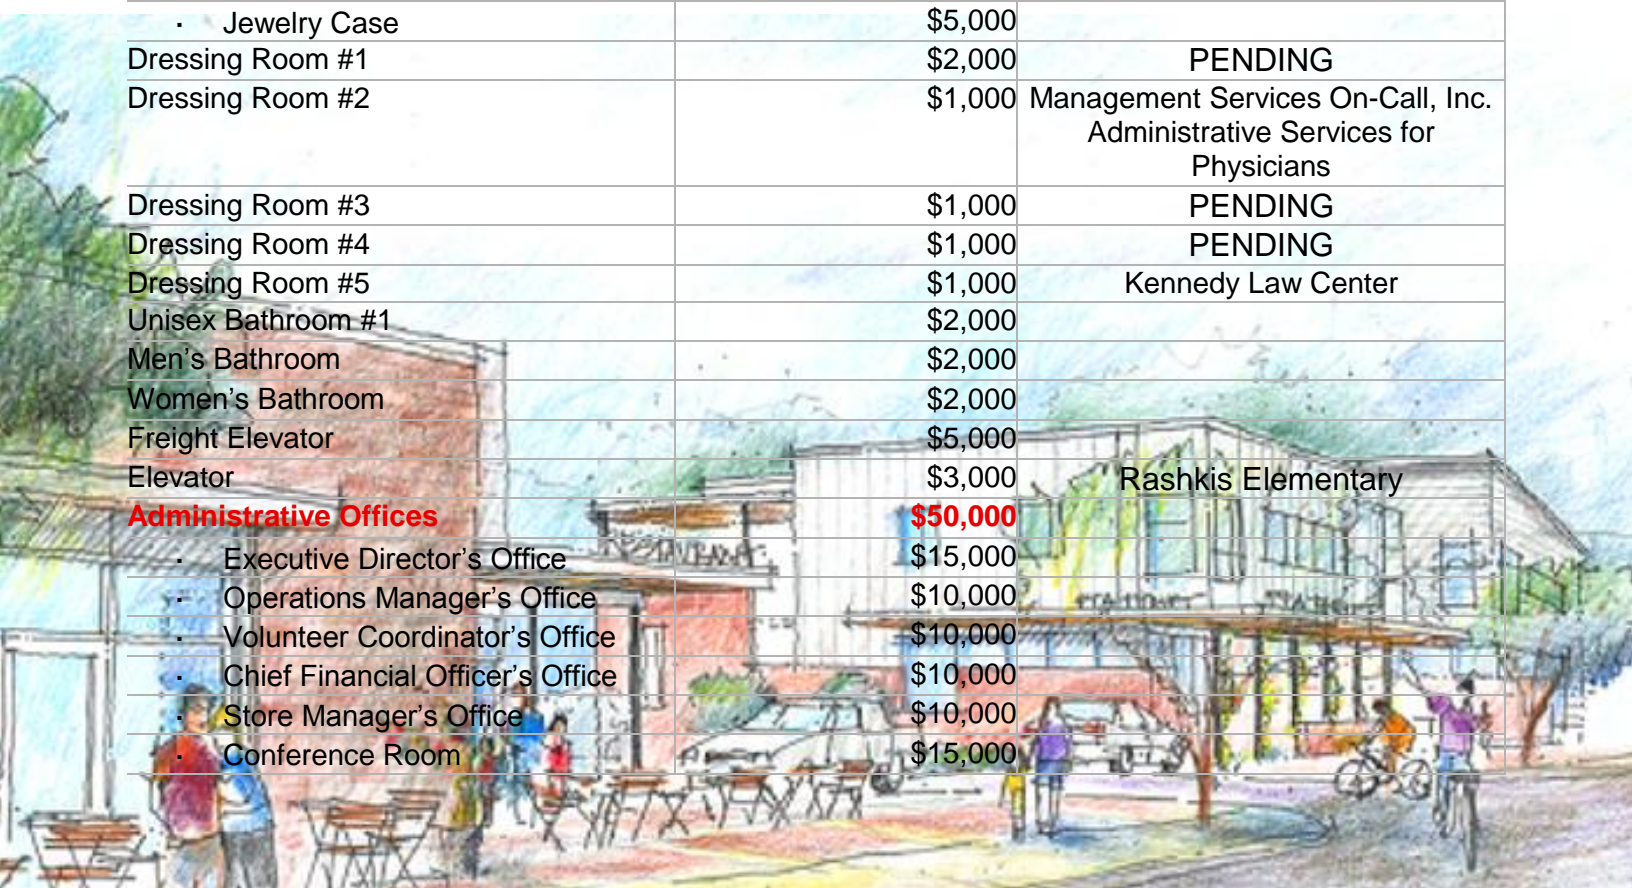 · Jewelry Case $5,000
Dressing Room #1 $2,000 PENDING
Dressing Room #2 $1,000 Management Services On-Call, Inc.
Administrative Services for
Physicians
Dressing Room #3 $1,000 PENDING
Dressing Room #4 $1,000 PENDING
Dressing Room #5 $1,000 Kennedy Law Center
Unisex Bathroom #1 $2,000
Men’s Bathroom $2,000
Women’s Bathroom $2,000
Freight Elevator $5,000
Elevator $3,000 Rashkis Elementary
Administrative Offices $50,000
· Executive Director’s Office $15,000
· Operations Manager’s Office $10,000
· Volunteer Coordinator’s Office $10,000
· Chief Financial Officer’s Office $10,000
· Store Manager’s Office $10,000
· Conference Room $15,000